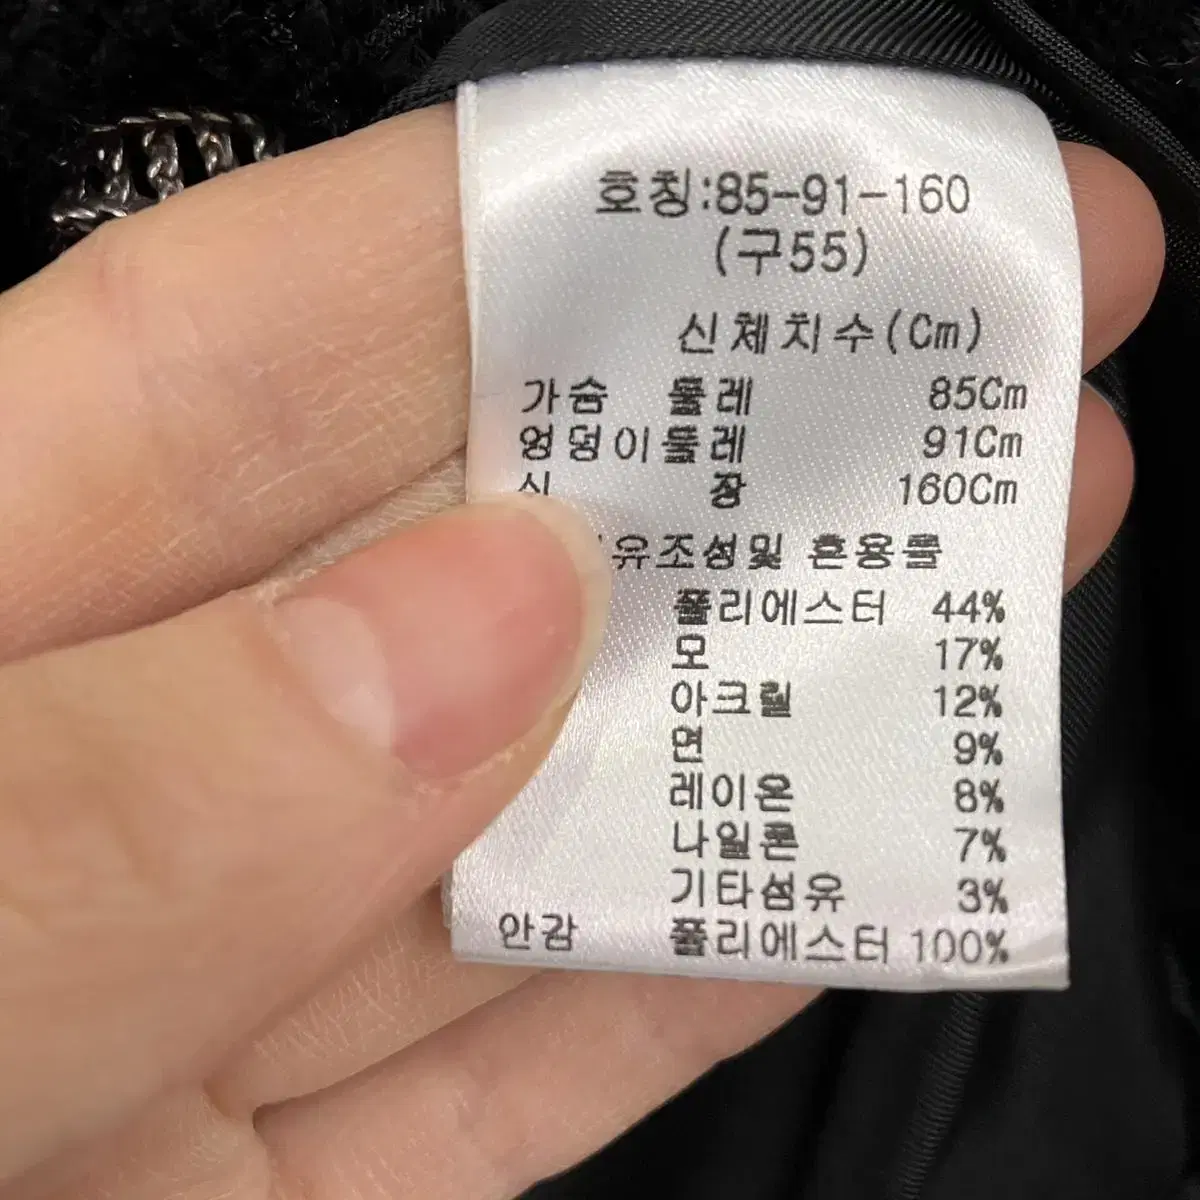 호칭:85-91-160
(구55)
신체치수(Cm)
가슴 둘레 85Cm
엉덩이둘레 91Cm
신 장 160Cm
유조성및 혼용률
폴리에스터 44%
모 17%
아크릴 12%
면 9%
레이온 8%
나일론 7%
기타섬유 3%
안감 폴리에스터 100%